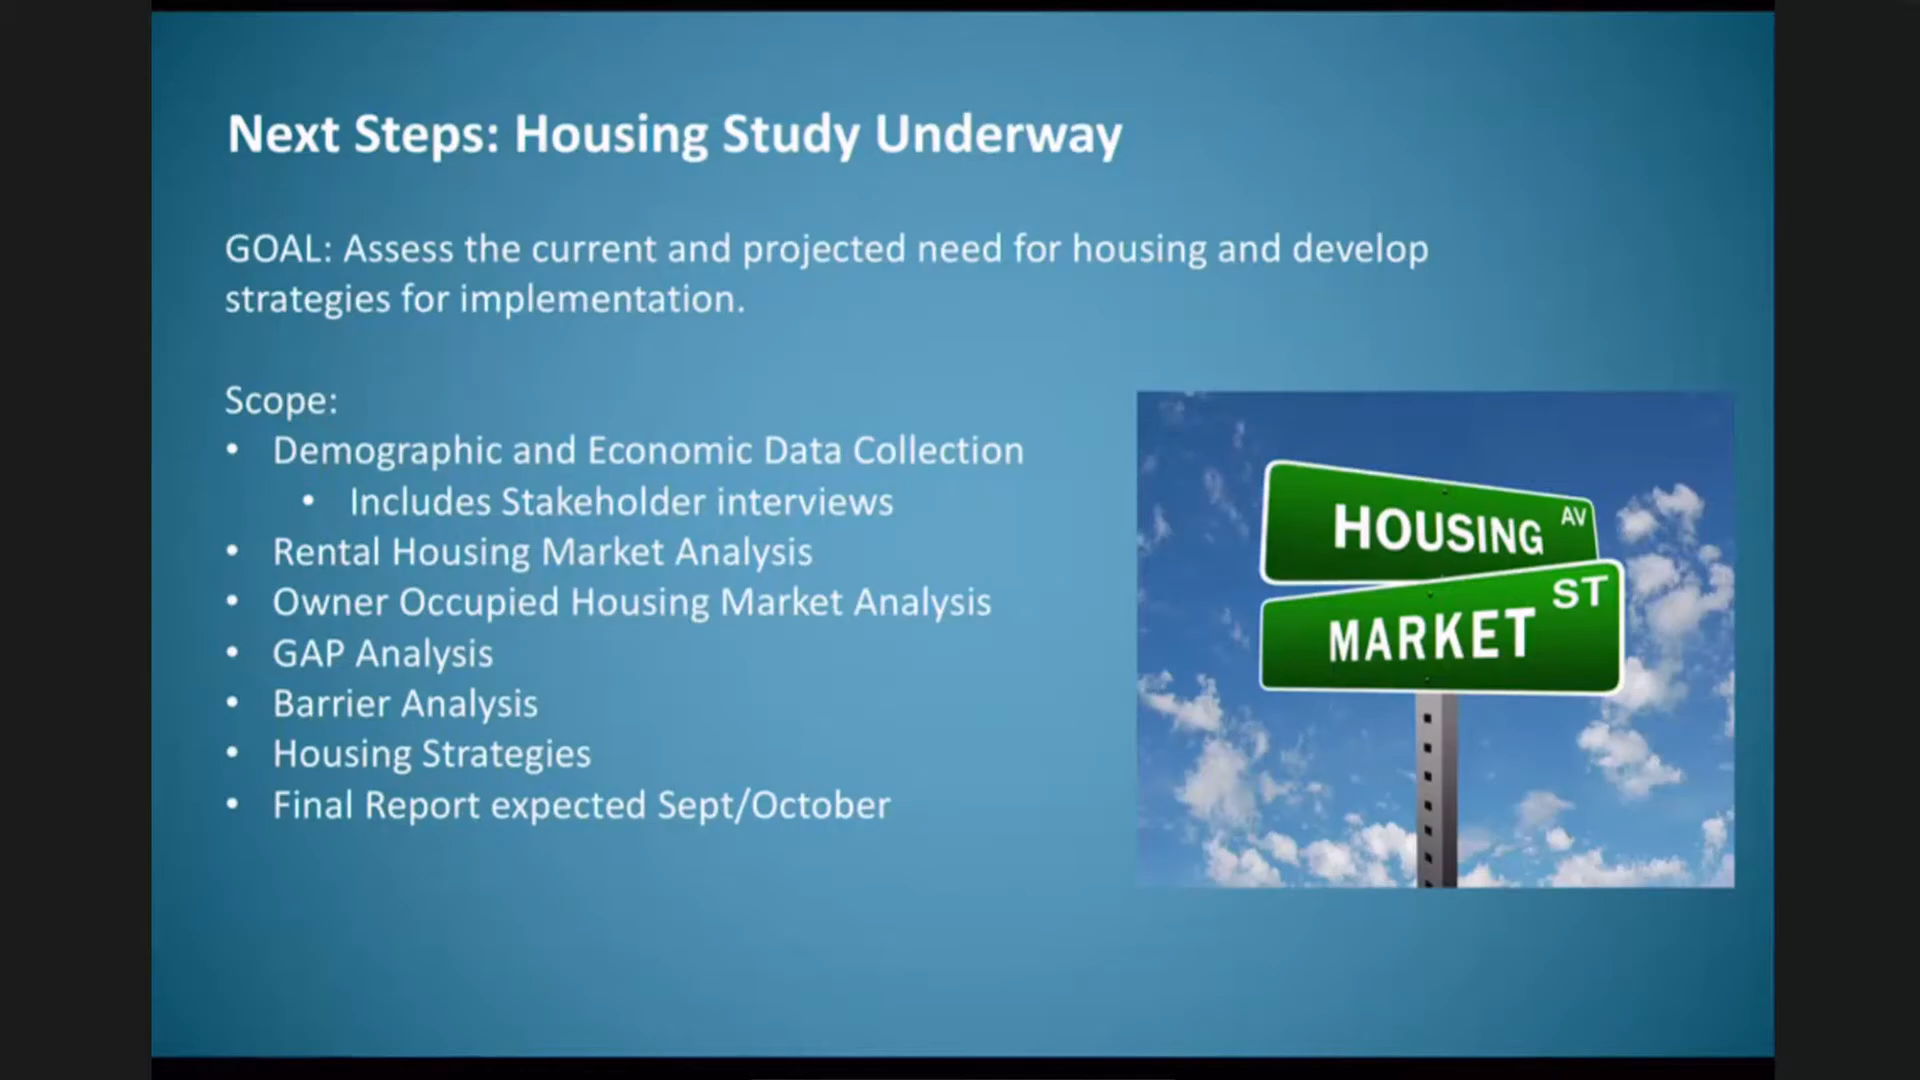 Next Steps: Housing Study Underway
GOAL: Assess the current and projected need for housing and develop
strategies for implementation.
Scope:
• Demographic and Economic Data Collection
• Includes Stakeholder interviews
• Rental Housing Market Analysis
• Owner Occupied Housing Market Analysis
• GAP Analysis
• Barrier Analysis
• Housing Strategies
• Final Report expected Sept/October
HOUSING AV
MARKET ST